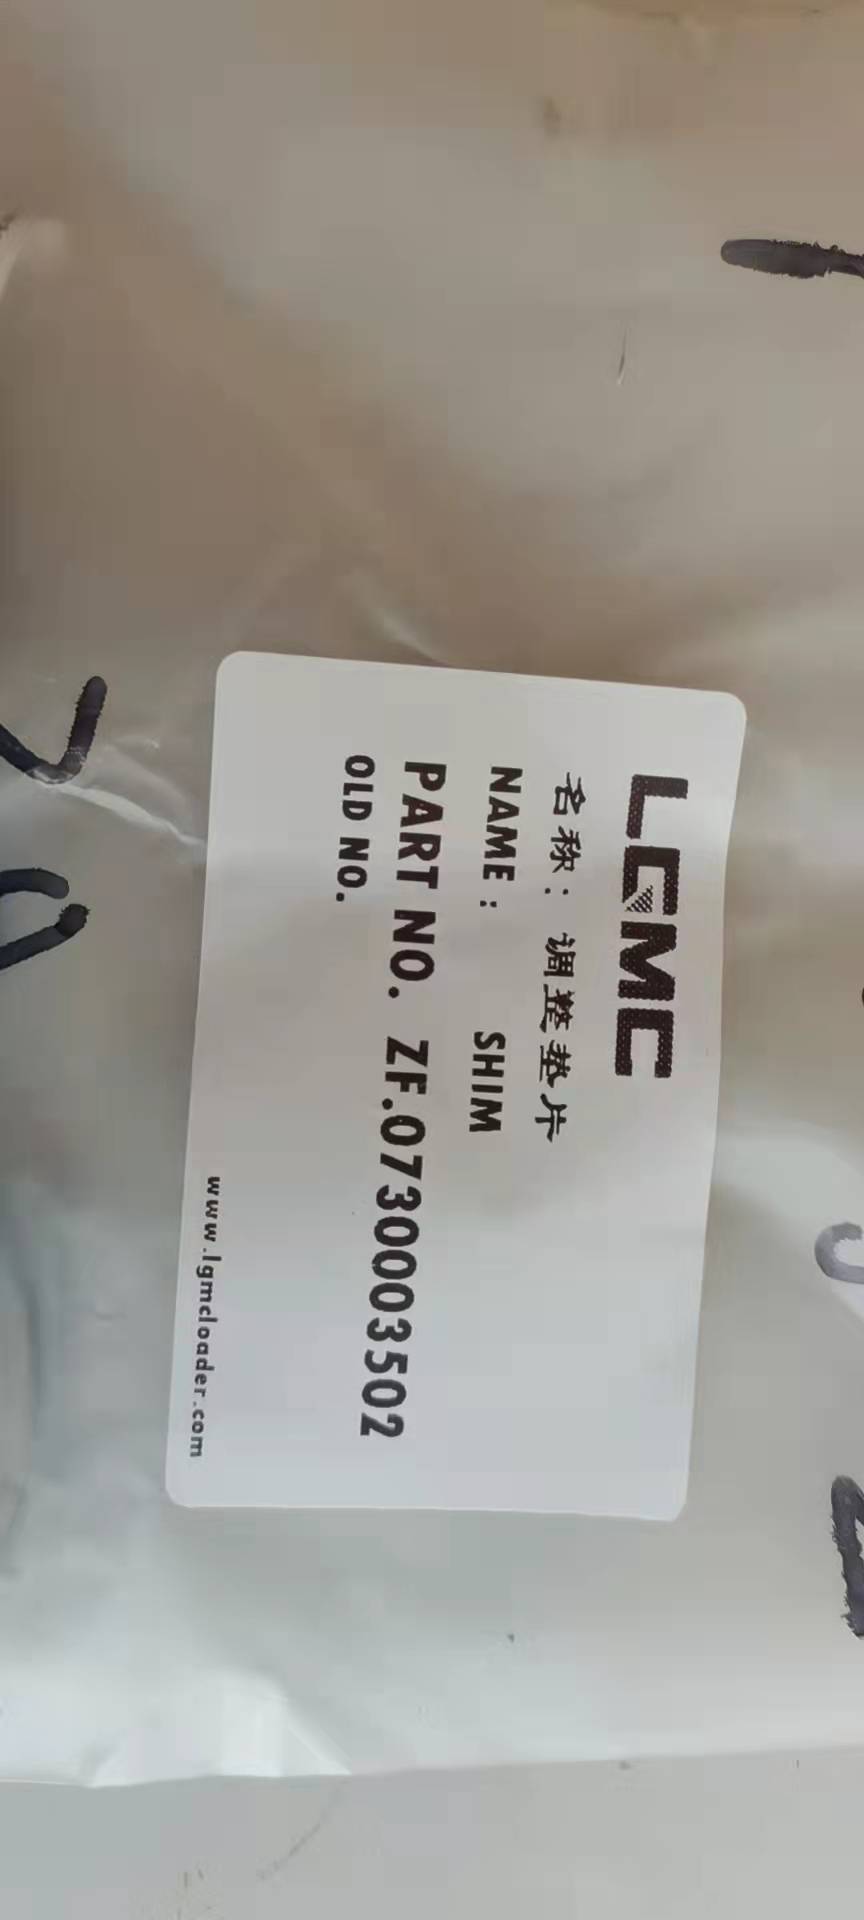 LGMC
名称：调整垫片
NAME： SHIM
PART NO. ZF.0730003502
OLD NO.
www.lgmcloader.com